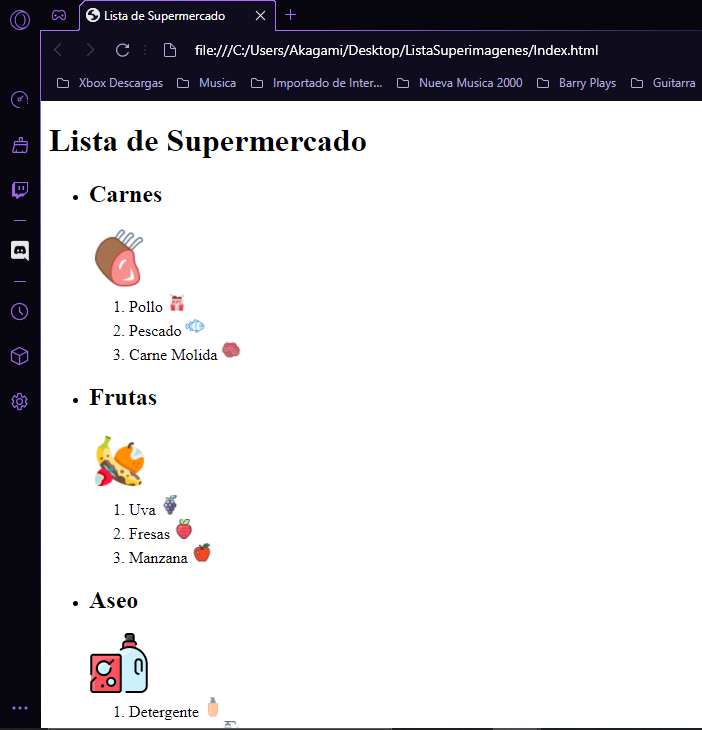 Lista de Supermercado
file:///C:/Users/Akagami/Desktop/ListaSuperimagenes/Index.html
Xbox Descargas Musica Importado de Inter... Nueva Musica 2000 Barry Plays Guitarra
Lista de Supermercado
Carnes
1. Pollo
2. Pescado
3. Carne Molida
Frutas
1. Uva
2. Fresas
3. Manzana
Aseo
1. Detergente